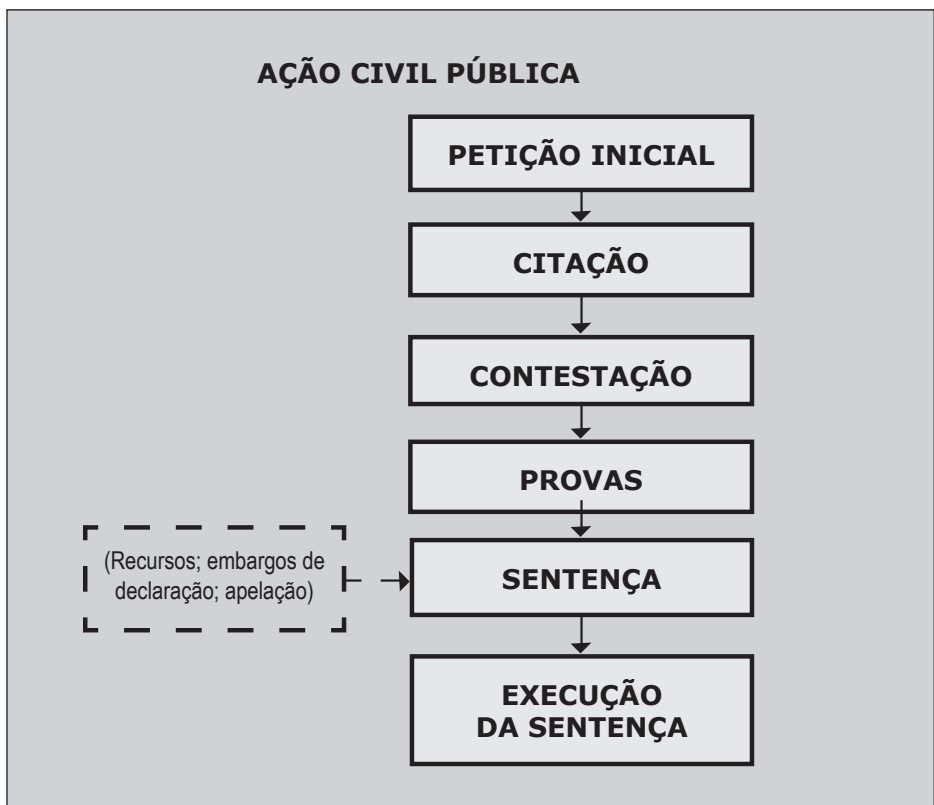 AÇÃO CIVIL PÚBLICA
PETIÇÃO INICIAL
CITAÇÃO
CONTESTAÇÃO
PROVAS
(Recursos; embargos de
declaração; apelação)
SENTENÇA
EXECUÇÃO
DA SENTENÇA